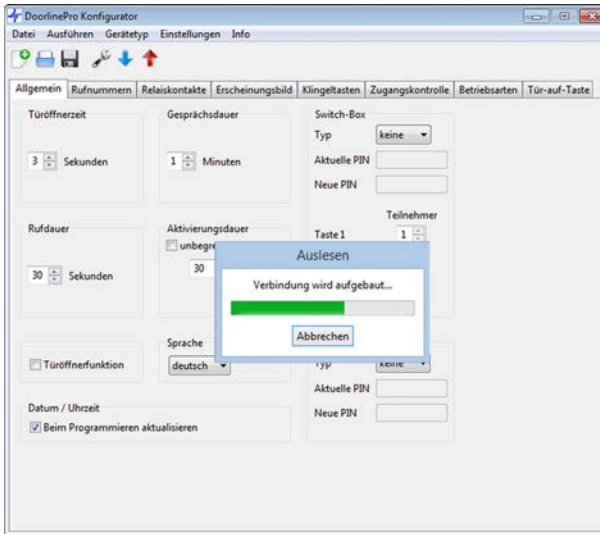 DoorlinePro Konfigurator
Datei Ausführen Gerätetyp Einstellungen Info
Allgemein Rufnummern Relaiskontakte Erscheinungsbild Klingeltasten Zugangskontrolle Betriebsarten Tür-auf-Taste
Türöffnerzeit Gesprächsdauer Switch-Box
Typ keine
3 Sekunden 1 Minuten Aktuelle PIN
Neue PIN
Teilnehmer
Rufdauer Aktivierungsdauer Taste 1 1
30 Sekunden 30
Auslesen
Verbindung wird aufgebaut...
Abbrechen
Sprache
Türöffnerfunktion deutsch Typ keine
Aktuelle PIN
Datum / Uhrzeit Neue PIN
Beim Programmieren aktualisieren